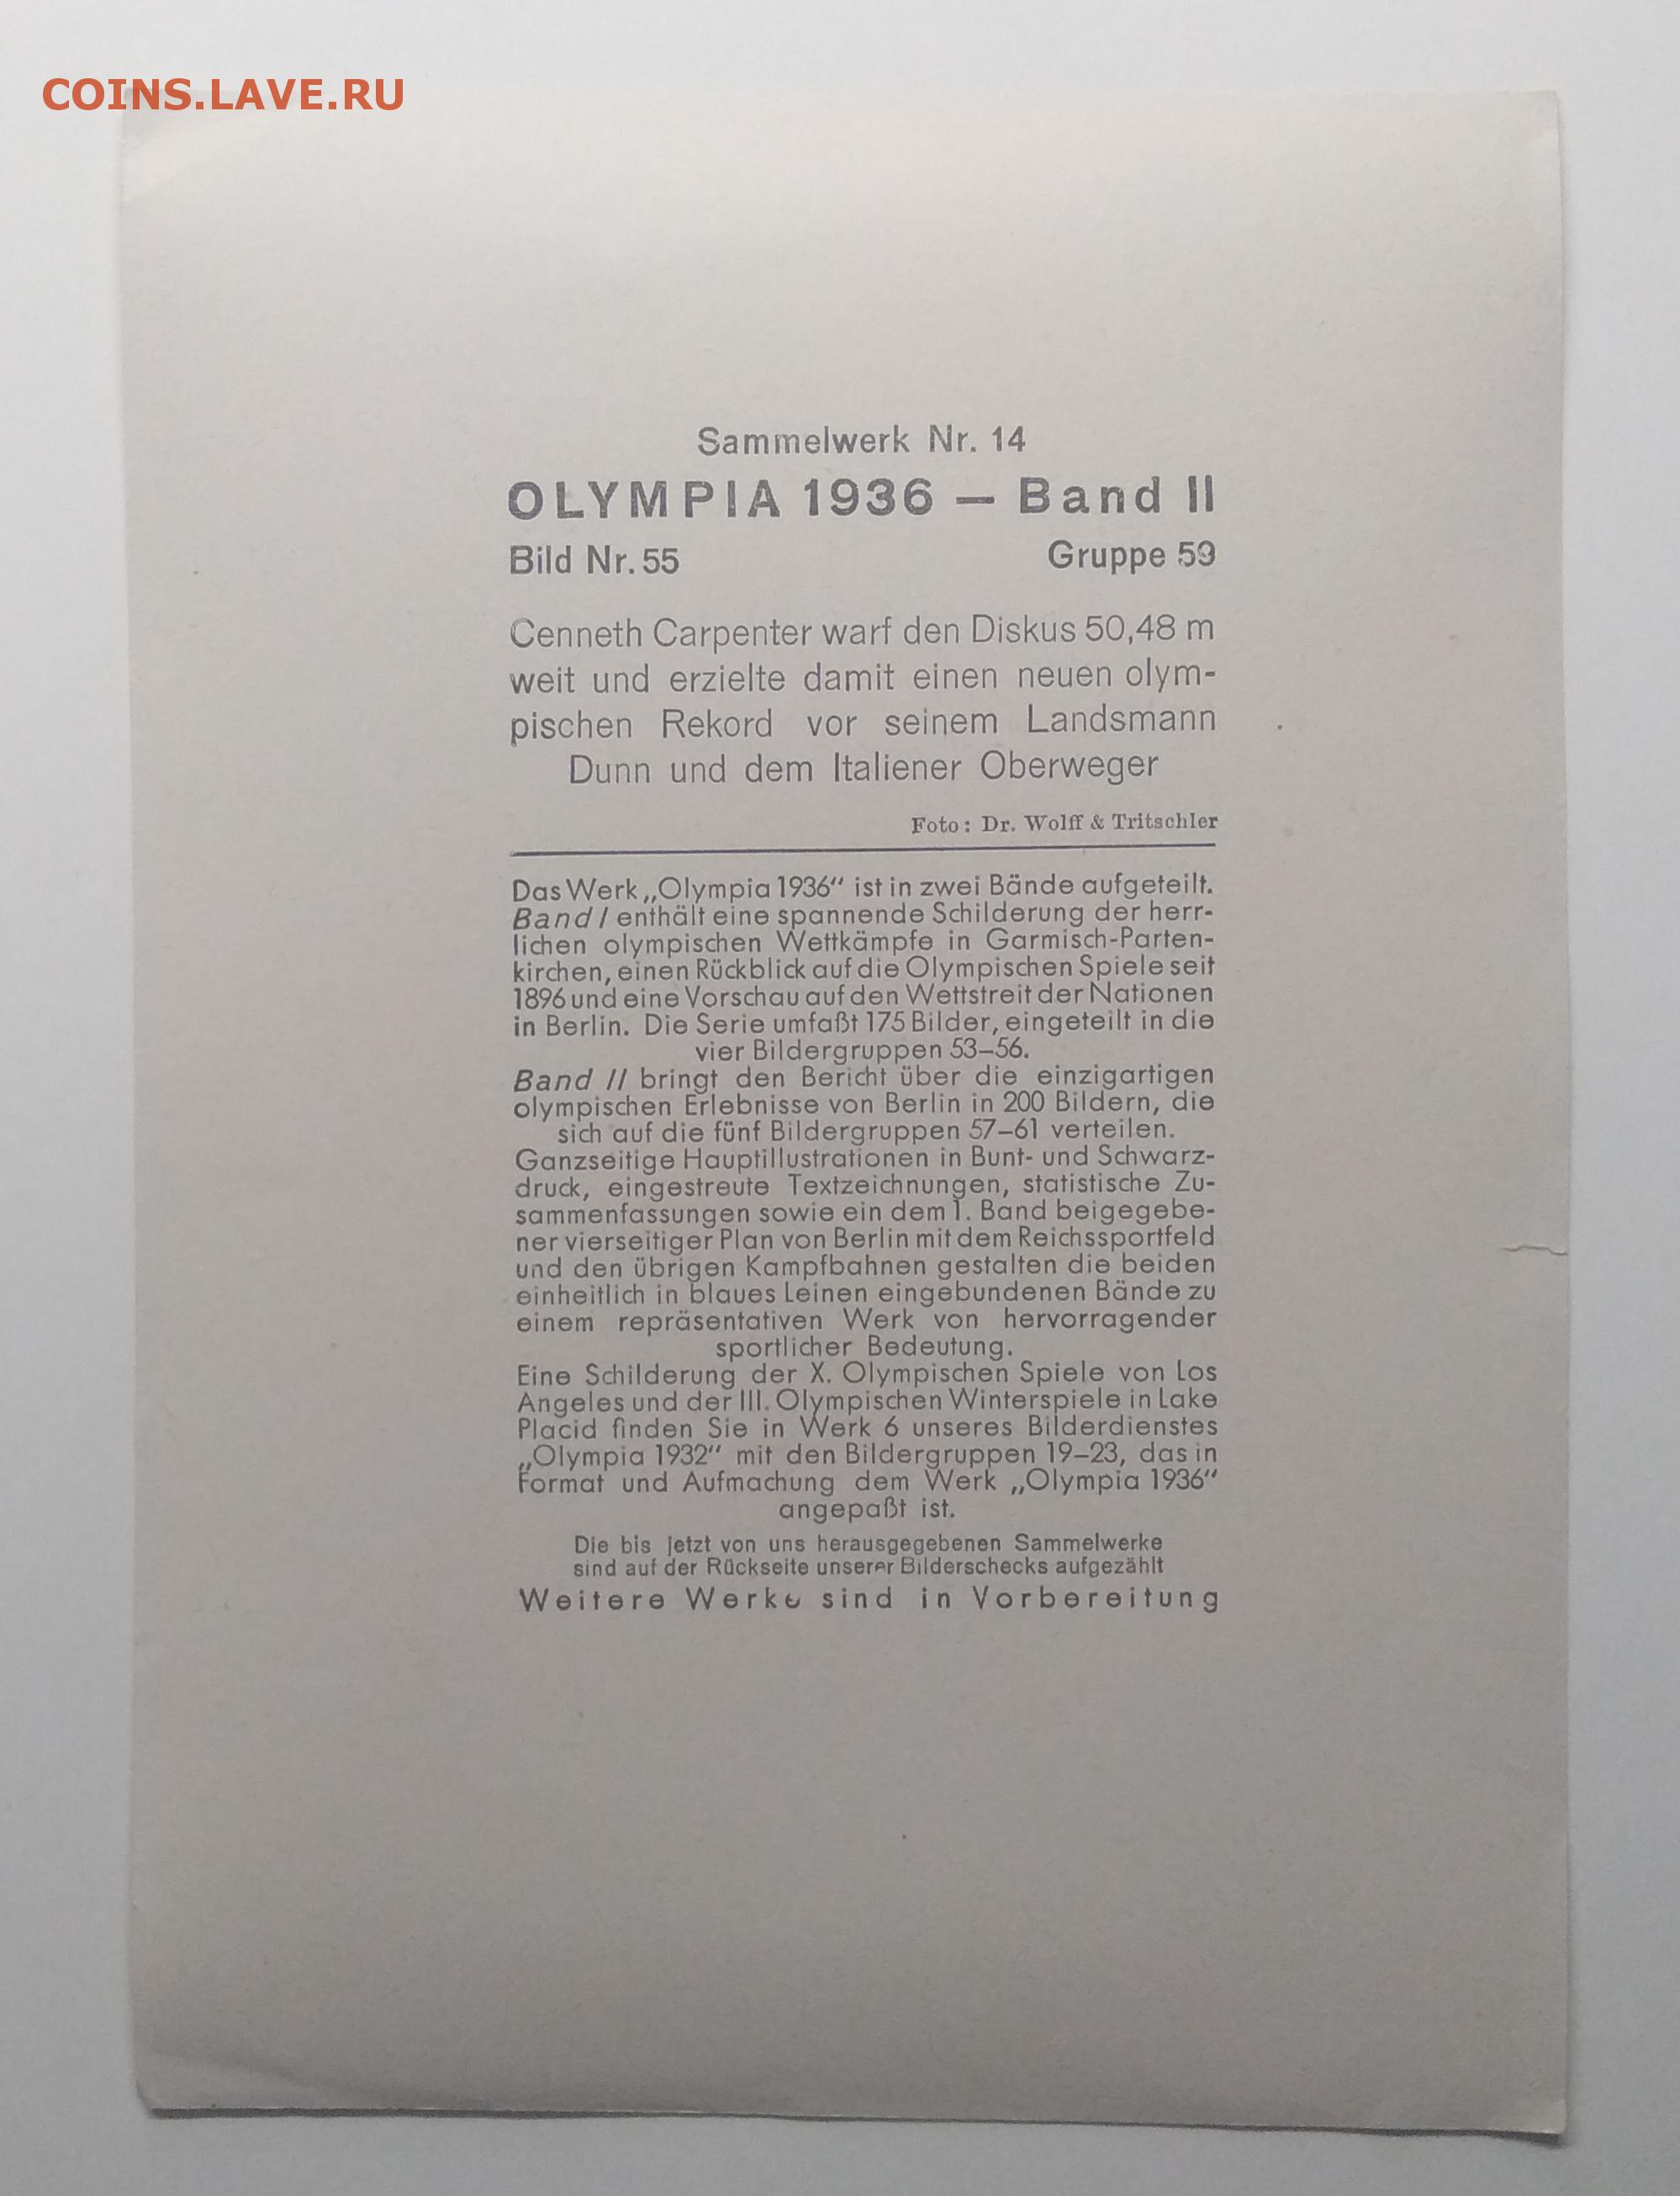 COINS.LAVE.RU
Sammelwerk Nr. 14
OLYMPIA 1936 — Band II
Bild Nr. 55 Gruppe 59
Cenneth Carpenter warf den Diskus 50,48 m
weit und erzielte damit einen neuen olym-
pischen Rekord vor seinem Landsmann
Dunn und dem Italiener Oberweger
Foto: Dr. Wolff & Tritschler
Das Werk „Olympia 1936“ ist in zwei Bände aufgeteilt.
Band I enthält eine spannende Schilderung der herr-
lichen olympischen Wettkämpfe in Garmisch-Parten-
kirchen, einen Rückblick auf die Olympischen Spiele seit
1896 und eine Vorschau auf den Wettstreit der Nationen
in Berlin. Die Serie umfaßt 175 Bilder, eingeteilt in die
vier Bildergruppen 53–56.
Band II bringt den Bericht über die einzigartigen
olympischen Erlebnisse von Berlin in 200 Bildern, die
sich auf die fünf Bildergruppen 57–61 verteilen.
Ganzseitige Hauptillustrationen in Bunt- und Schwarz-
druck, eingestreute Textzeichnungen, statistische Zu-
sammenfassungen sowie ein dem 1. Band beigegebe-
ner vierseitiger Plan von Berlin mit dem Reichssportfeld
und den übrigen Kampfbahnen gestalten die beiden
einheitlich in blaues Leinen eingebundenen Bände zu
einem repräsentativen Werk von hervorragender
sportlicher Bedeutung.
Eine Schilderung der X. Olympischen Spiele von Los
Angeles und der III. Olympischen Winterspiele in Lake
Placid finden Sie in Werk 6 unseres Bilderdienstes
„Olympia 1932“ mit den Bildergruppen 19–23, das in
Format und Aufmachung dem Werk „Olympia 1936“
angepaßt ist.
Die bis jetzt von uns herausgegebenen Sammelwerke
sind auf der Rückseite unserer Bilderschecks aufgezählt
Weitere Werke sind in Vorbereitung